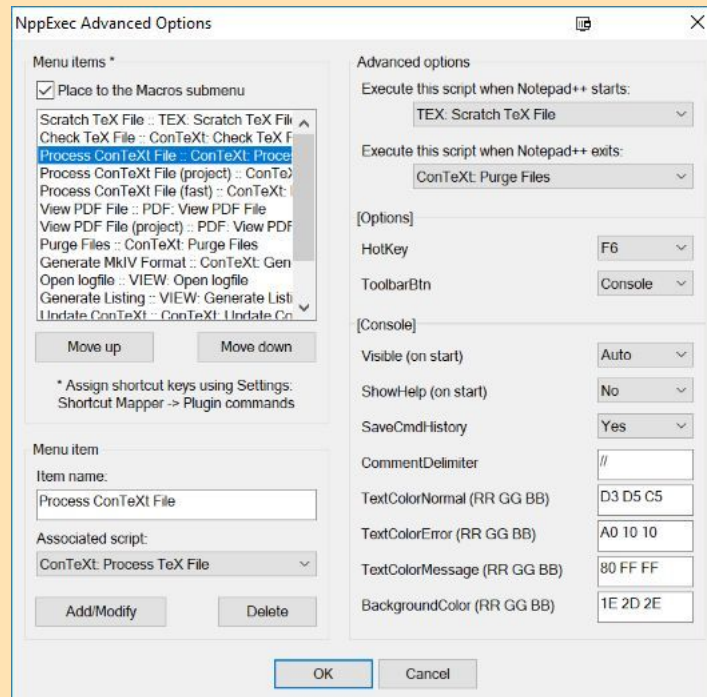 NppExec Advanced Options
Menu items *
Place to the Macros submenu
Scratch TeX File :: TEX: Scratch TeX File
Check TeX File :: ConTeXt: Check TeX F
Process ConTeXt File :: ConTeXt: Proces
Process ConTeXt File (project) :: ConTeX
Process ConTeXt File (fast) :: ConTeXt:
View PDF File :: PDF: View PDF File
View PDF File (project) :: PDF: View PDF
Purge Files :: ConTeXt: Purge Files
Generate MkIV Format :: ConTeXt: Gen
Open logfile :: VIEW: Open logfile
Generate Listing :: VIEW: Generate Listi
Update ConTeXt :: ConTeXt: Update Co
Move up
Move down
* Assign shortcut keys using Settings:
Shortcut Mapper -> Plugin commands
Menu item
Item name:
Process ConTeXt File
Associated script:
ConTeXt: Process TeX File
Add/Modify
Delete
Advanced options
Execute this script when Notepad++ starts:
TEX: Scratch TeX File
Execute this script when Notepad++ exits:
ConTeXt: Purge Files
[Options]
HotKey F6
ToolbarBtn Console
[Console]
Visible (on start) Auto
ShowHelp (on start) No
SaveCmdHistory Yes
CommentDelimiter //
TextColorNormal (RR GG BB) D3 D5 C5
TextColorError (RR GG BB) A0 10 10
TextColorMessage (RR GG BB) 80 FF FF
BackgroundColor (RR GG BB) 1E 2D 2E
OK
Cancel